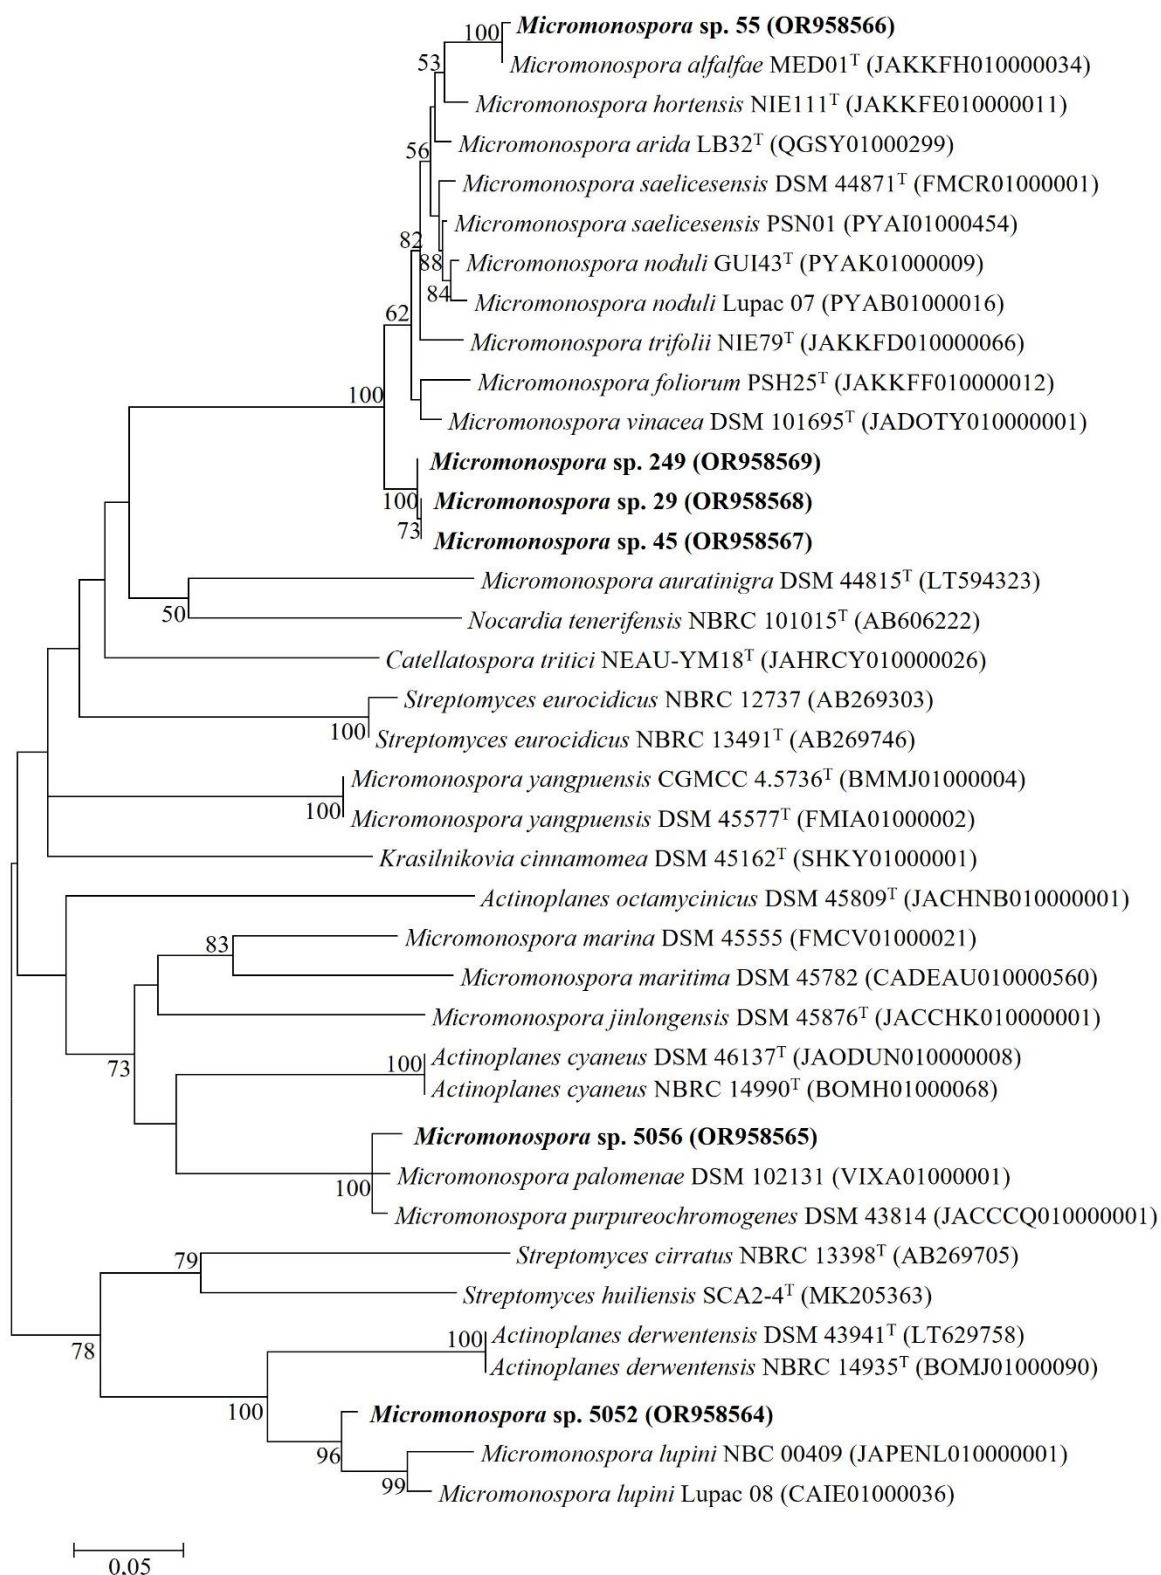 100 Micromonospora sp. 55 (OR958566)
53 Micromonospora alfalfae MED01ᵀ (JAKKFH010000034)
Micromonospora hortensis NIE111ᵀ (JAKKFE010000011)
56 Micromonospora arida LB32ᵀ (QGSY01000299)
Micromonospora saelicesensis DSM 44871ᵀ (FMCR01000001)
Micromonospora saelicesensis PSN01 (PYAI01000454)
82
88 Micromonospora noduli GUI43ᵀ (PYAK01000009)
84 Micromonospora noduli Lupac 07 (PYAB01000016)
62
Micromonospora trifolii NIE79ᵀ (JAKKFD010000066)
Micromonospora foliorum PSH25ᵀ (JAKKFF010000012)
100
Micromonospora vinacea DSM 101695ᵀ (JADOTY010000001)
Micromonospora sp. 249 (OR958569)
100 Micromonospora sp. 29 (OR958568)
73 Micromonospora sp. 45 (OR958567)
Micromonospora auratinigra DSM 44815ᵀ (LT594323)
50 Nocardia tenerifensis NBRC 101015ᵀ (AB606222)
Catellatospora tritici NEAU-YM18ᵀ (JAHRCY010000026)
Streptomyces eurocidicus NBRC 12737 (AB269303)
100 Streptomyces eurocidicus NBRC 13491ᵀ (AB269746)
Micromonospora yangpuensis CGMCC 4.5736ᵀ (BMMJ01000004)
100 Micromonospora yangpuensis DSM 45577ᵀ (FMIA01000002)
Krasilnikovia cinnamomea DSM 45162ᵀ (SHKY01000001)
Actinoplanes octamycinicus DSM 45809ᵀ (JACHNB010000001)
83 Micromonospora marina DSM 45555 (FMCV01000021)
Micromonospora maritima DSM 45782 (CADEAU010000560)
Micromonospora jinlongensis DSM 45876ᵀ (JACCHK010000001)
73 100 Actinoplanes cyaneus DSM 46137ᵀ (JAODUN010000008)
Actinoplanes cyaneus NBRC 14990ᵀ (BOMH01000068)
Micromonospora sp. 5056 (OR958565)
100 Micromonospora palomenae DSM 102131 (VIXA01000001)
Micromonospora purpureochromogenes DSM 43814 (JACCCQ010000001)
79 Streptomyces cirratus NBRC 13398ᵀ (AB269705)
Streptomyces huiliensis SCA2-4ᵀ (MK205363)
78 100 Actinoplanes derwentensis DSM 43941ᵀ (LT629758)
Actinoplanes derwentensis NBRC 14935ᵀ (BOMJ01000090)
100 Micromonospora sp. 5052 (OR958564)
96 Micromonospora lupini NBC 00409 (JAPENL010000001)
99 Micromonospora lupini Lupac 08 (CAIE01000036)
0,05